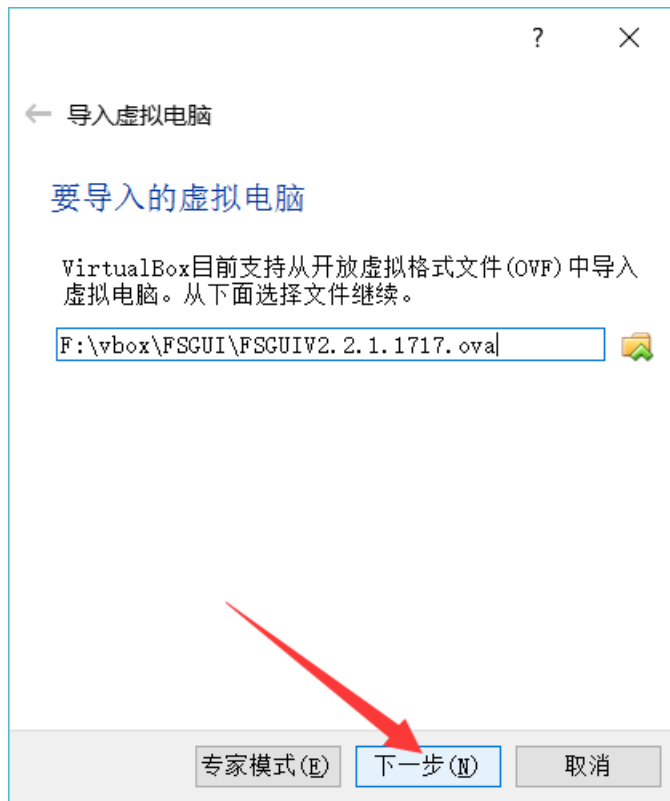 导入虚拟电脑
要导入的虚拟电脑
VirtualBox目前支持从开放虚拟格式文件(OVF)中导入
虚拟电脑。从下面选择文件继续。
F:\vbox\FSGUI\FSGUIV2.2.1.1717.ova
专家模式(E) 下一步(N) 取消